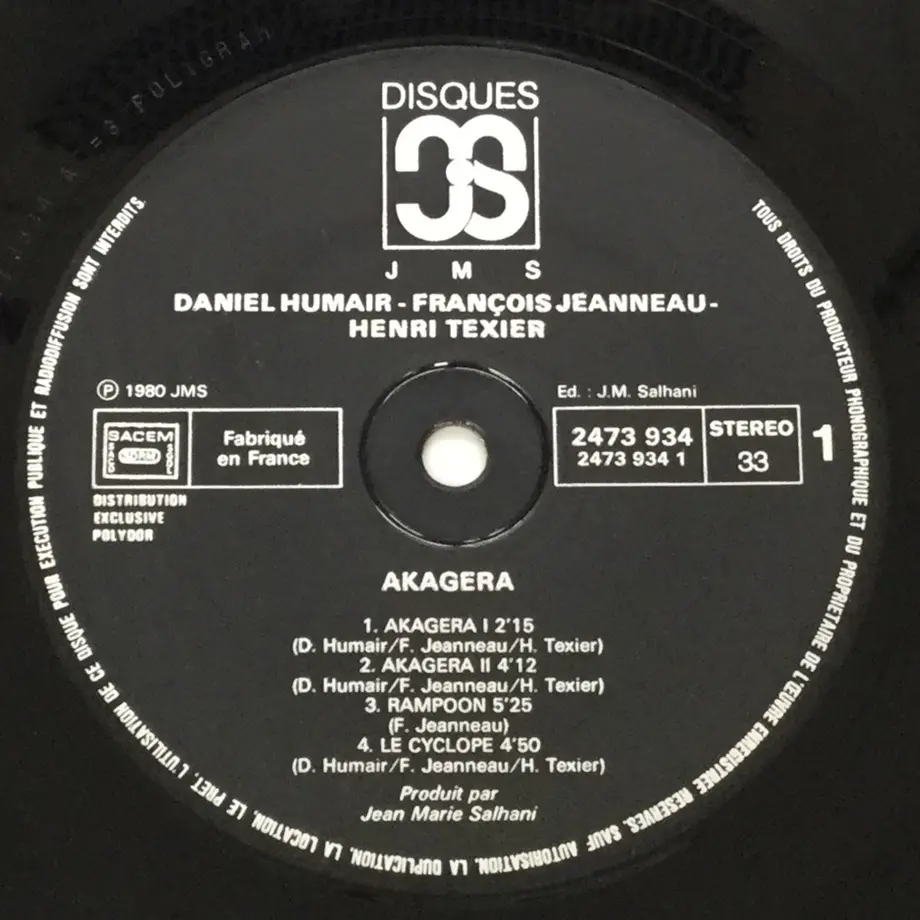 DISQUES
JMS
J M S
DANIEL HUMAIR - FRANÇOIS JEANNEAU -
HENRI TEXIER
Ⓟ 1980 JMS
Ed. : J.M. Salhani
SACEM
SACD
SDRM
SGDL
Fabriqué
en France
2473 934
2473 934 1
STEREO
33
1
DISTRIBUTION
EXCLUSIVE
POLYDOR
AKAGERA
1. AKAGERA I 2'15
(D. Humair/F. Jeanneau/H. Texier)
2. AKAGERA II 4'12
(D. Humair/F. Jeanneau/H. Texier)
3. RAMPOON 5'25
(F. Jeanneau)
4. LE CYCLOPE 4'50
(D. Humair/F. Jeanneau/H. Texier)
Produit par
Jean Marie Salhani
TOUS DROITS DU PRODUCTEUR PHONOGRAPHIQUE ET DU PROPRIETAIRE DE L'ŒUVRE ENREGISTREE RESERVES. SAUF AUTORISATION, LA DUPLICATION, LA LOCATION, LE PRET, L'UTILISATION DE CE DISQUE POUR EXECUTION PUBLIQUE ET RADIODIFFUSION SONT INTERDITS.